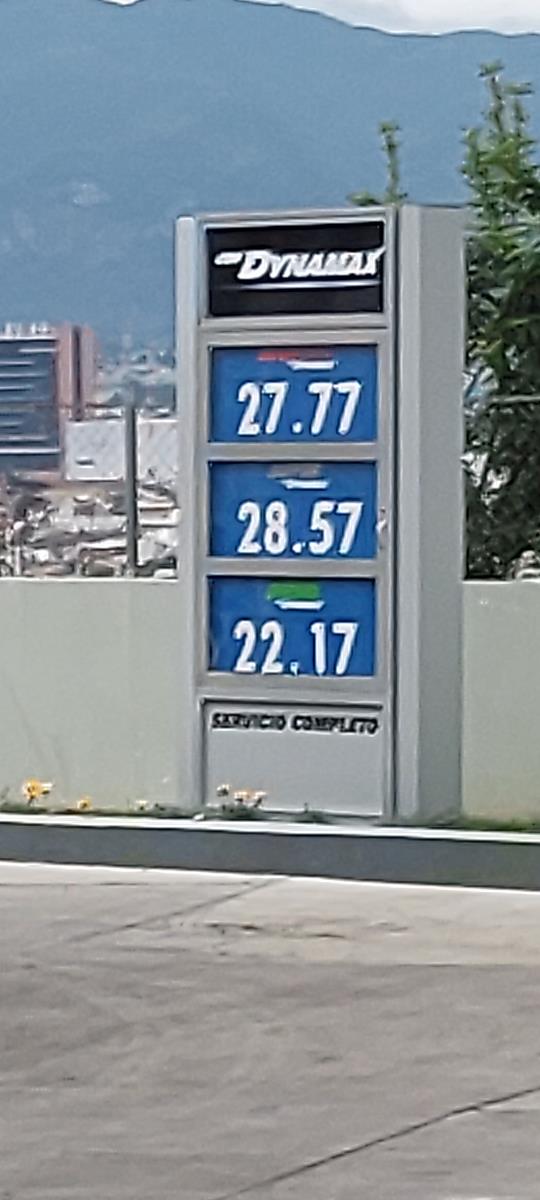 DYNAMAX
27.77
28.57
22.17
SERVICIO COMPLETO